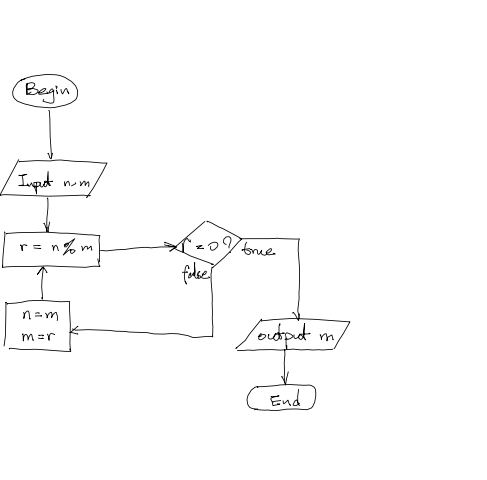 Begin
Input n, m
r = n % m
r = 0?
true
false
n = m
m = r
output m
End